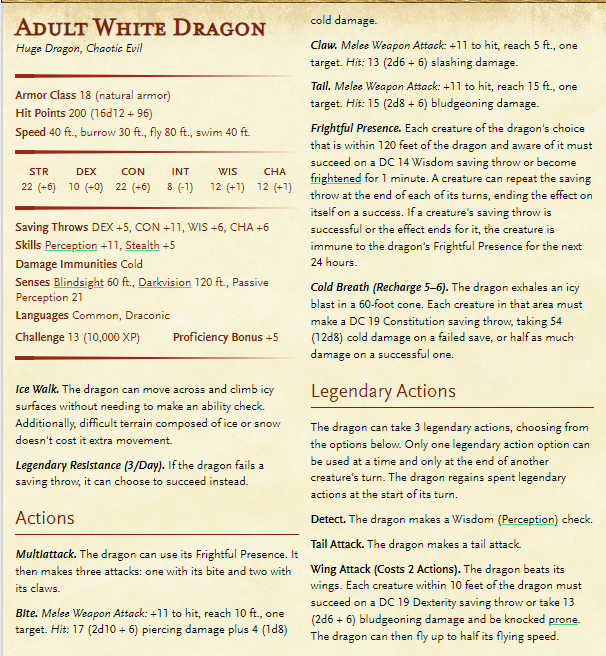 Adult White Dragon
Huge Dragon, Chaotic Evil
Armor Class 18 (natural armor)
Hit Points 200 (16d12 + 96)
Speed 40 ft., burrow 30 ft., fly 80 ft., swim 40 ft.
STR DEX CON INT WIS CHA
22 (+6) 10 (+0) 22 (+6) 8 (-1) 12 (+1) 12 (+1)
Saving Throws DEX +5, CON +11, WIS +6, CHA +6
Skills Perception +11, Stealth +5
Damage Immunities Cold
Senses Blindsight 60 ft., Darkvision 120 ft., Passive
Perception 21
Languages Common, Draconic
Challenge 13 (10,000 XP) Proficiency Bonus +5
Ice Walk. The dragon can move across and climb icy
surfaces without needing to make an ability check.
Additionally, difficult terrain composed of ice or snow
doesn't cost it extra movement.
Legendary Resistance (3/Day). If the dragon fails a
saving throw, it can choose to succeed instead.
Actions
Multiattack. The dragon can use its Frightful Presence. It
then makes three attacks: one with its bite and two with
its claws.
Bite. Melee Weapon Attack: +11 to hit, reach 10 ft., one
target. Hit: 17 (2d10 + 6) piercing damage plus 4 (1d8)
cold damage.
Claw. Melee Weapon Attack: +11 to hit, reach 5 ft., one
target. Hit: 13 (2d6 + 6) slashing damage.
Tail. Melee Weapon Attack: +11 to hit, reach 15 ft., one
target. Hit: 15 (2d8 + 6) bludgeoning damage.
Frightful Presence. Each creature of the dragon's choice
that is within 120 feet of the dragon and aware of it must
succeed on a DC 14 Wisdom saving throw or become
frightened for 1 minute. A creature can repeat the saving
throw at the end of each of its turns, ending the effect on
itself on a success. If a creature's saving throw is
successful or the effect ends for it, the creature is
immune to the dragon's Frightful Presence for the next
24 hours.
Cold Breath (Recharge 5–6). The dragon exhales an icy
blast in a 60-foot cone. Each creature in that area must
make a DC 19 Constitution saving throw, taking 54
(12d8) cold damage on a failed save, or half as much
damage on a successful one.
Legendary Actions
The dragon can take 3 legendary actions, choosing from
the options below. Only one legendary action option can
be used at a time and only at the end of another
creature's turn. The dragon regains spent legendary
actions at the start of its turn.
Detect. The dragon makes a Wisdom (Perception) check.
Tail Attack. The dragon makes a tail attack.
Wing Attack (Costs 2 Actions). The dragon beats its
wings. Each creature within 10 feet of the dragon must
succeed on a DC 19 Dexterity saving throw or take 13
(2d6 + 6) bludgeoning damage and be knocked prone.
The dragon can then fly up to half its flying speed.